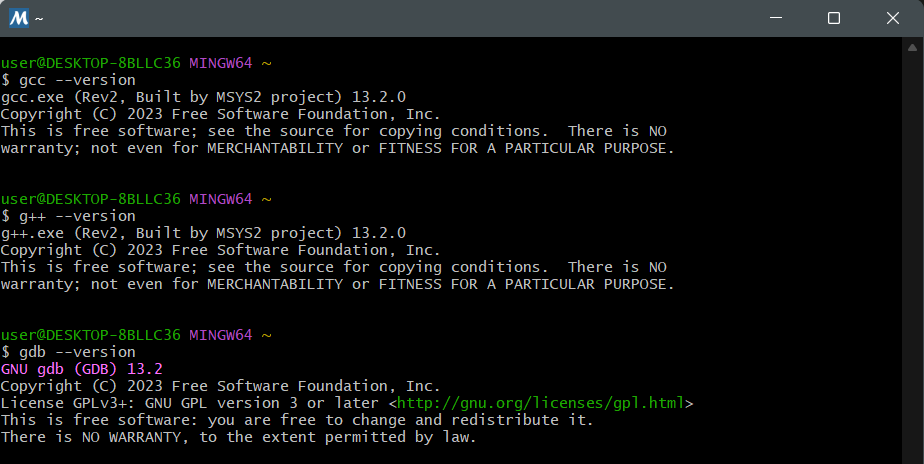 M ~
user@DESKTOP-8BLLC36 MINGW64 ~
$ gcc --version
gcc.exe (Rev2, Built by MSYS2 project) 13.2.0
Copyright (C) 2023 Free Software Foundation, Inc.
This is free software; see the source for copying conditions.  There is NO
warranty; not even for MERCHANTABILITY or FITNESS FOR A PARTICULAR PURPOSE.
user@DESKTOP-8BLLC36 MINGW64 ~
$ g++ --version
g++.exe (Rev2, Built by MSYS2 project) 13.2.0
Copyright (C) 2023 Free Software Foundation, Inc.
This is free software; see the source for copying conditions.  There is NO
warranty; not even for MERCHANTABILITY or FITNESS FOR A PARTICULAR PURPOSE.
user@DESKTOP-8BLLC36 MINGW64 ~
$ gdb --version
GNU gdb (GDB) 13.2
Copyright (C) 2023 Free Software Foundation, Inc.
License GPLv3+: GNU GPL version 3 or later <http://gnu.org/licenses/gpl.html>
This is free software: you are free to change and redistribute it.
There is NO WARRANTY, to the extent permitted by law.